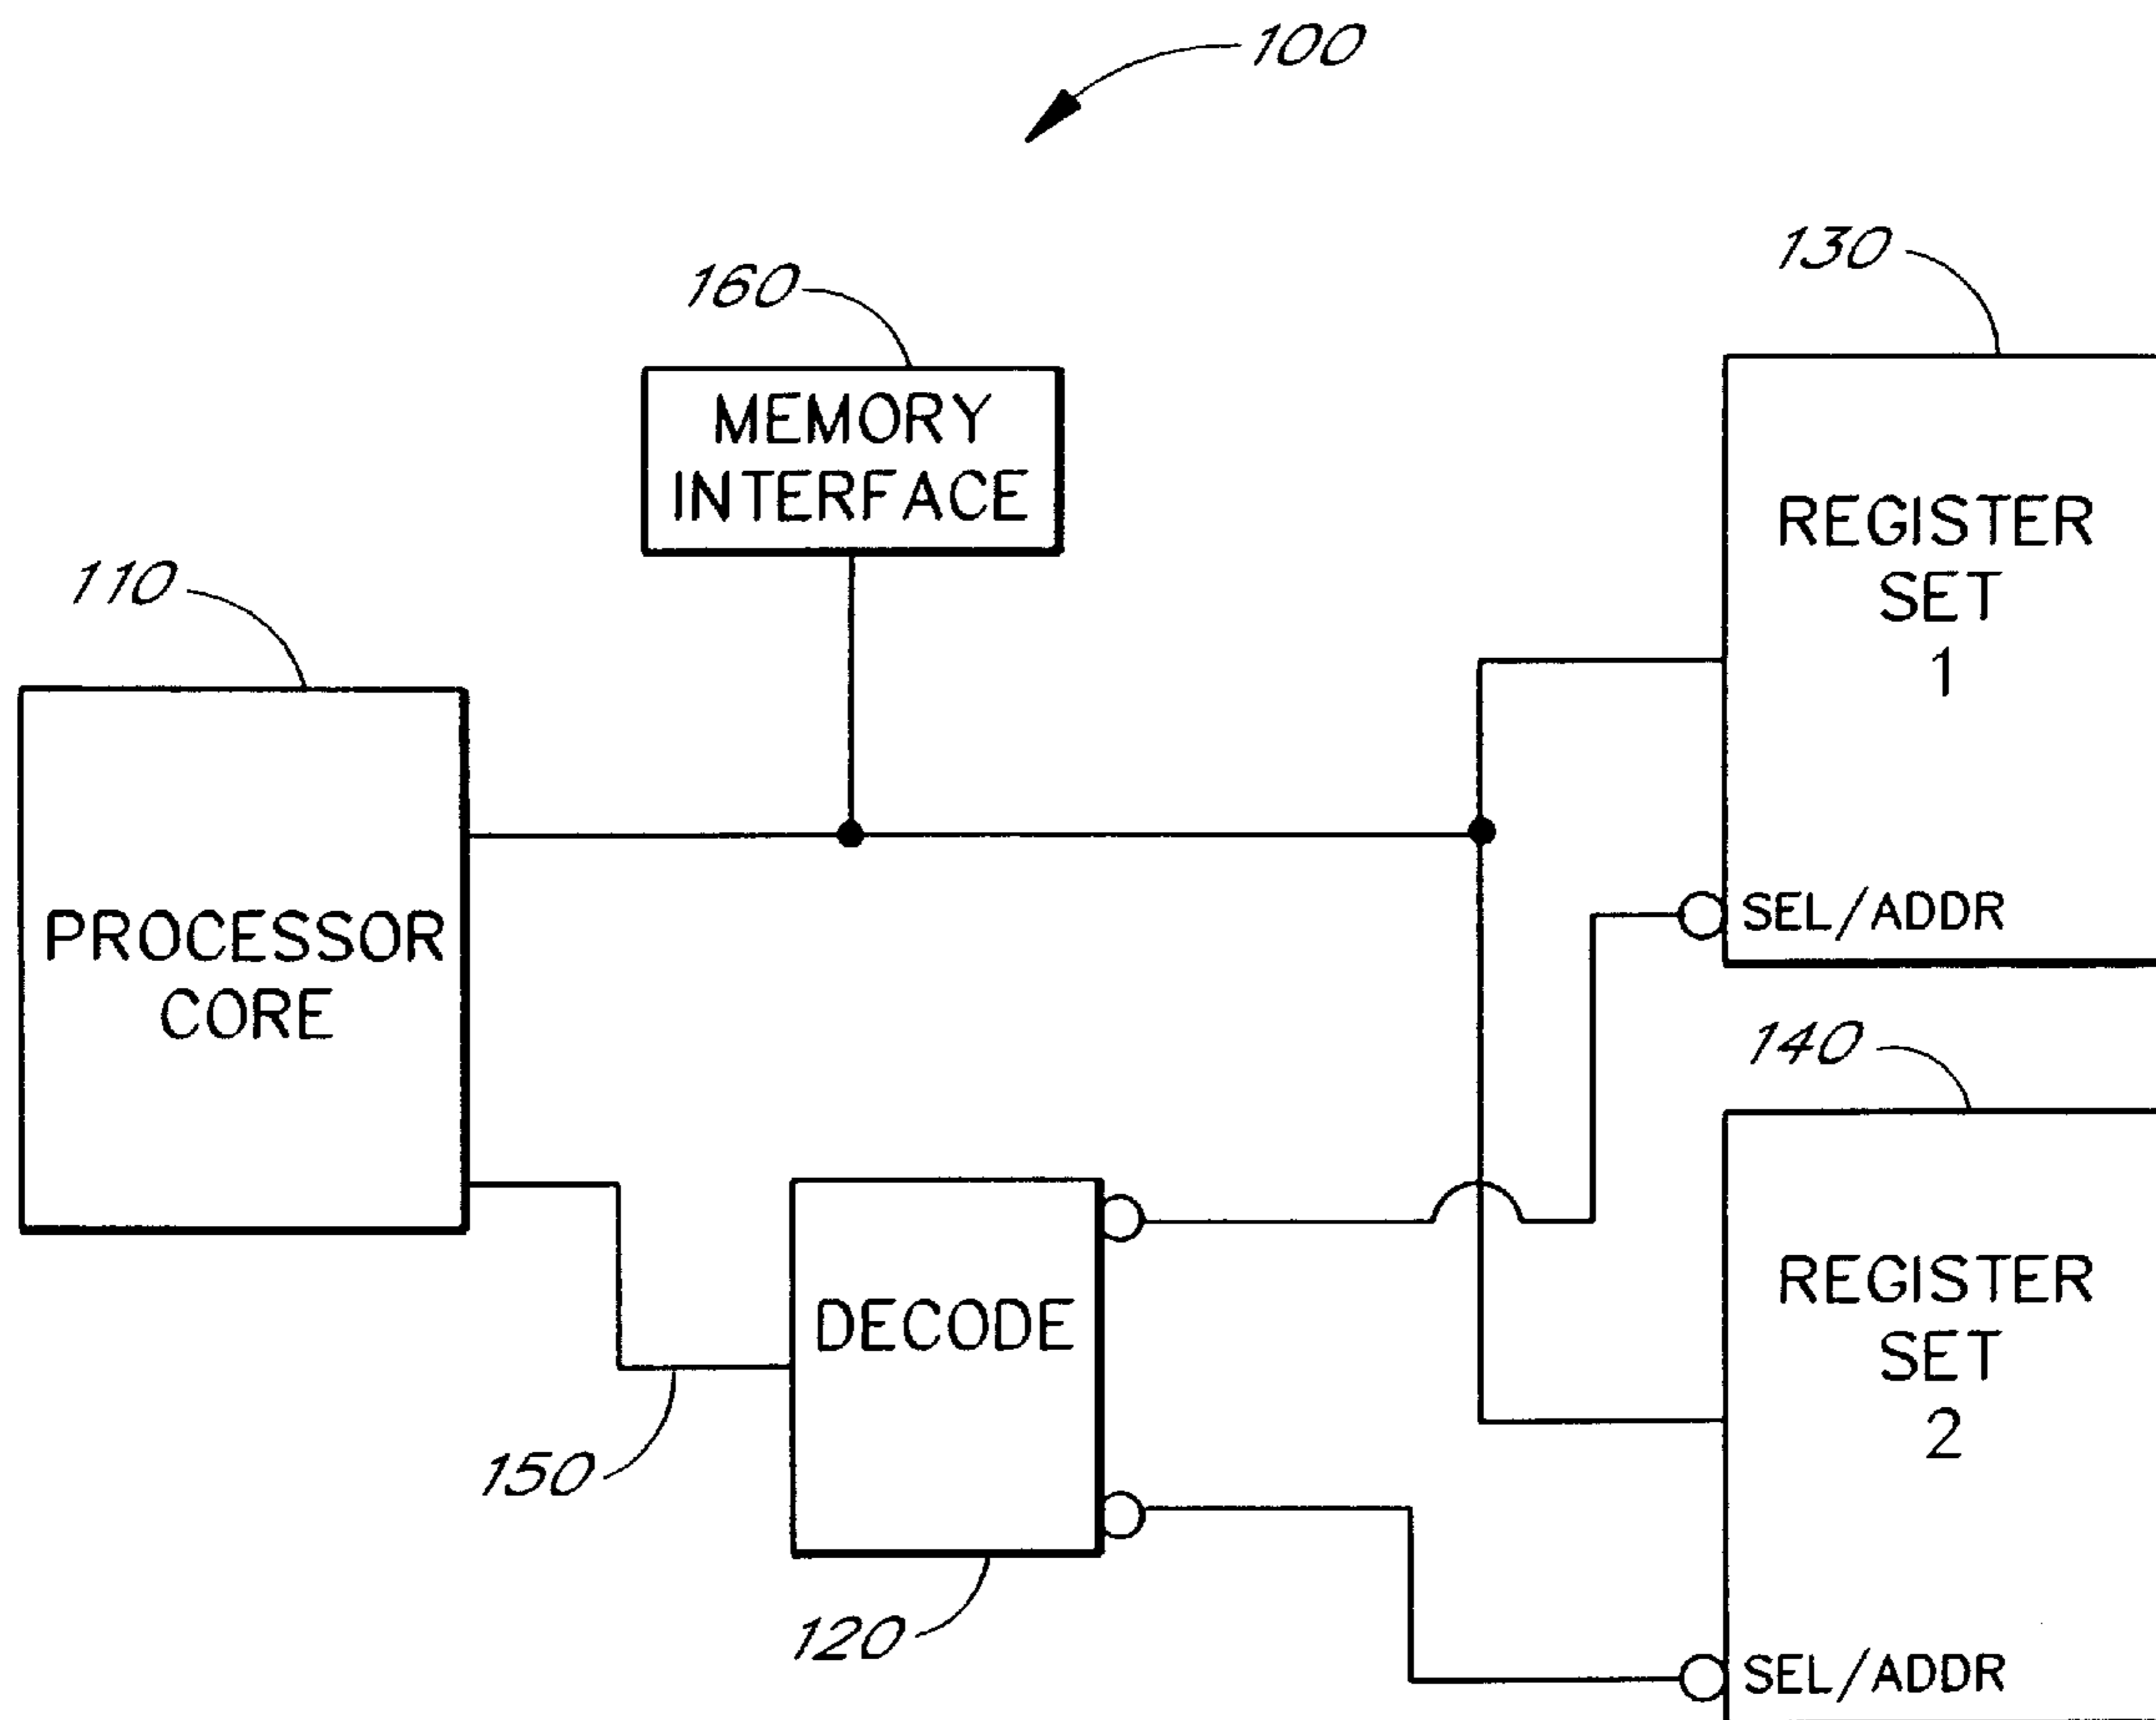 100
130
160
MEMORY
INTERFACE
REGISTER
SET
1
SEL/ADDR
110
PROCESSOR
CORE
140
REGISTER
SET
2
SEL/ADDR
DECODE
150
120